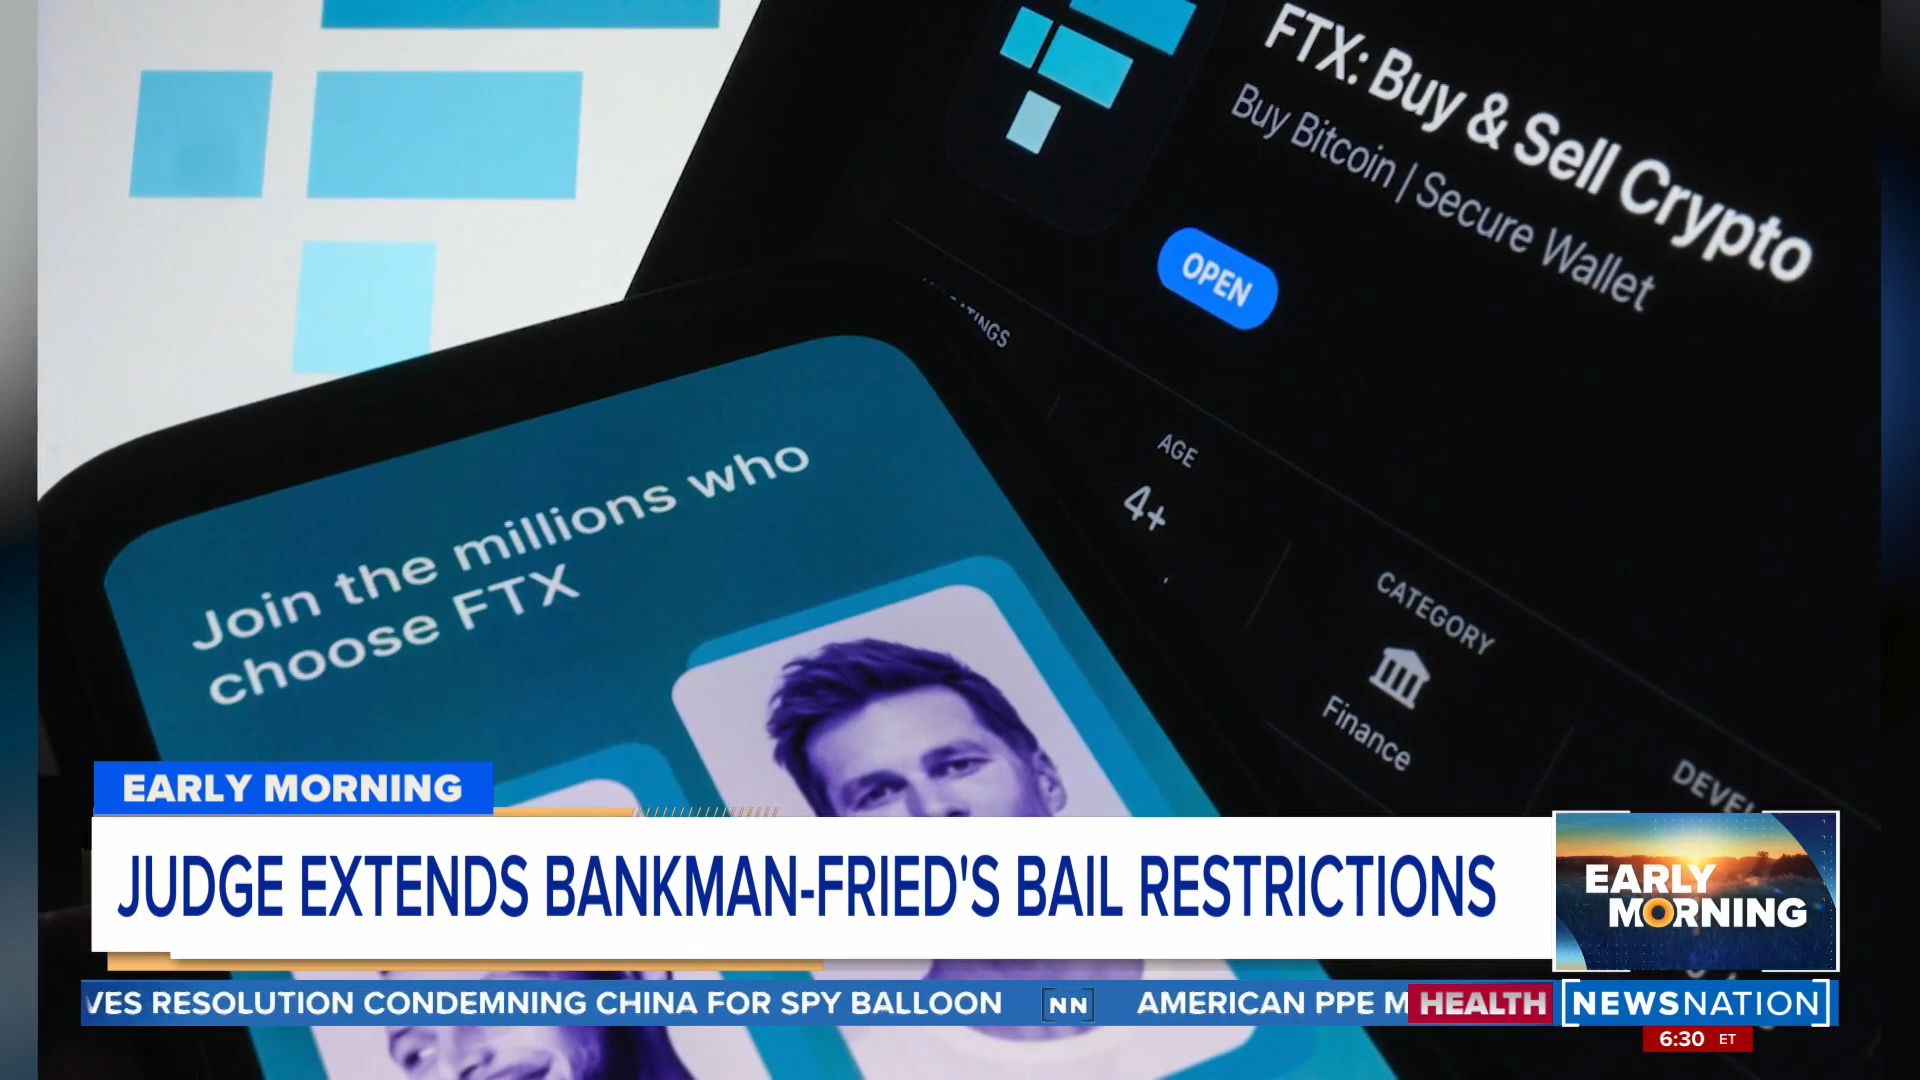 FTX: Buy & Sell Crypto
Buy Bitcoin | Secure Wallet
OPEN
AGE
4+
CATEGORY
Finance
Join the millions who
choose FTX
EARLY MORNING
JUDGE EXTENDS BANKMAN-FRIED'S BAIL RESTRICTIONS
EARLY
MORNING
VES RESOLUTION CONDEMNING CHINA FOR SPY BALLOON NN AMERICAN PPE M
HEALTH
NEWSNATION
6:30 ET